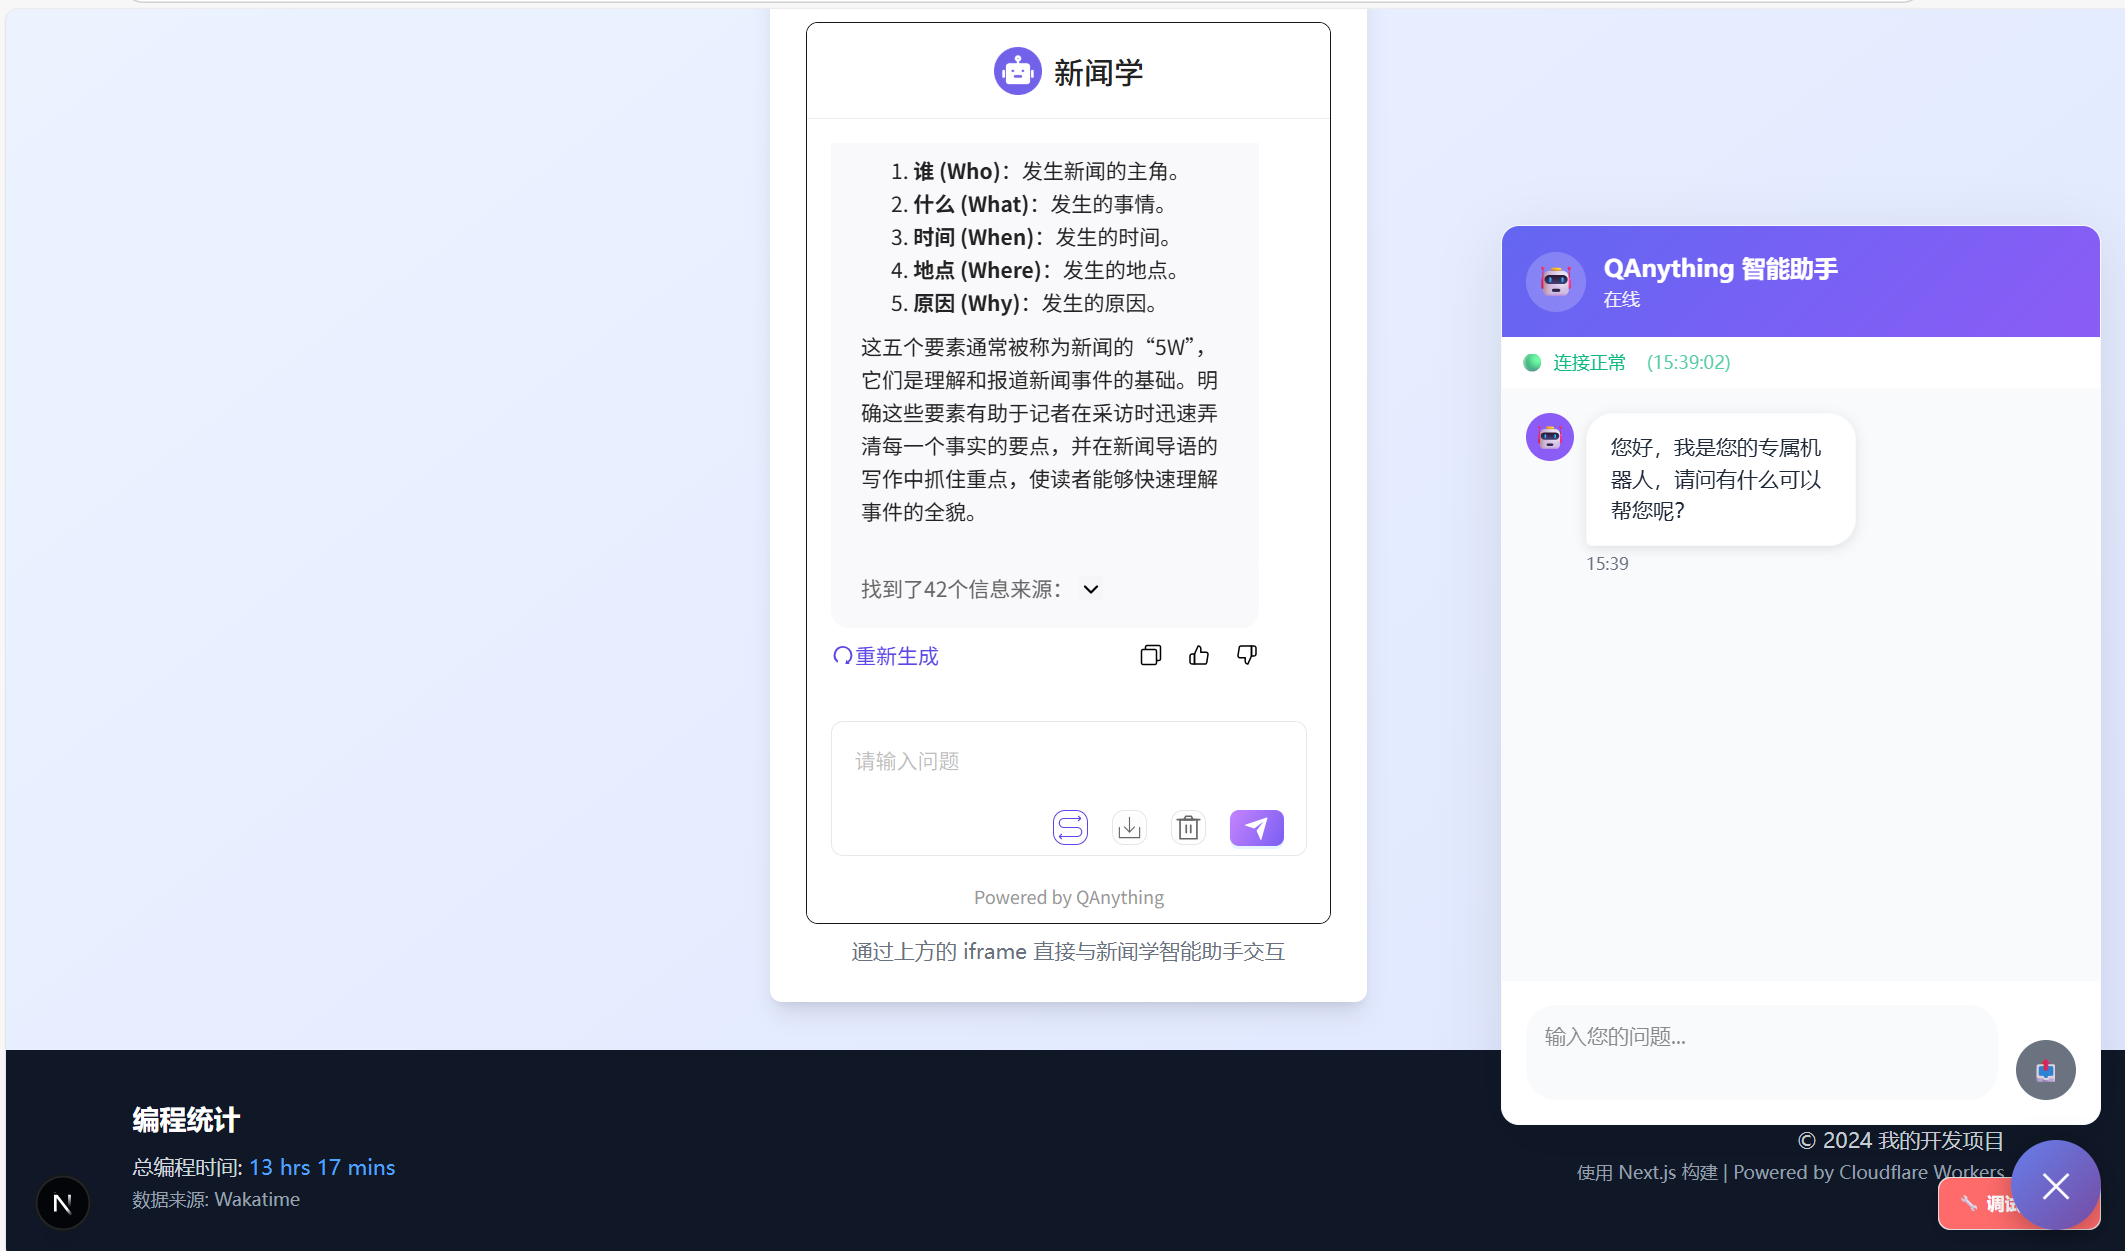 新闻学
1. 谁 (Who)：发生新闻的主角。
2. 什么 (What)：发生的事情。
3. 时间 (When)：发生的时间。
4. 地点 (Where)：发生的地点。
5. 原因 (Why)：发生的原因。
这五个要素通常被称为新闻的“5W”，
它们是理解和报道新闻事件的基础。明
确这些要素有助于记者在采访时迅速弄
清每一个事实的要点，并在新闻导语的
写作中抓住重点，使读者能够快速理解
事件的全貌。
找到了42个信息来源：
重新生成
请输入问题
Powered by QAnything
通过上方的 iframe 直接与新闻学智能助手交互
QAnything 智能助手
在线
连接正常 (15:39:02)
您好，我是您的专属机
器人，请问有什么可以
帮您呢？
15:39
输入您的问题...
编程统计
总编程时间: 13 hrs 17 mins
数据来源: Wakatime
N
© 2024 我的开发项目
使用 Next.js 构建 | Powered by Cloudflare Workers
调试